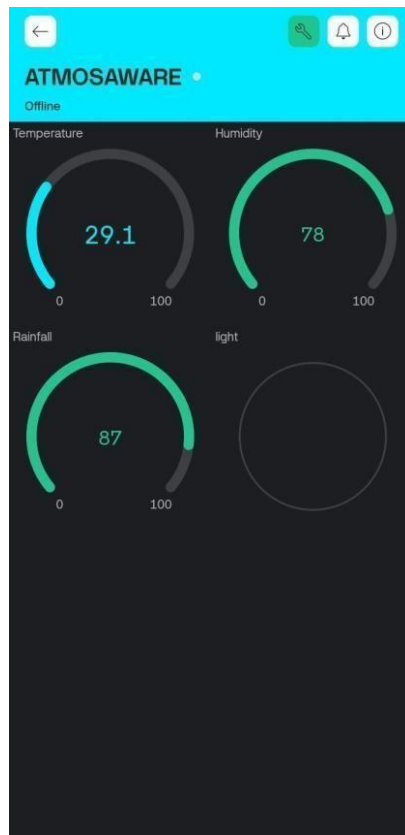 ATMOSAWARE
Offline
Temperature
Humidity
29.1
78
0
100
0
100
Rainfall
light
87
0
100